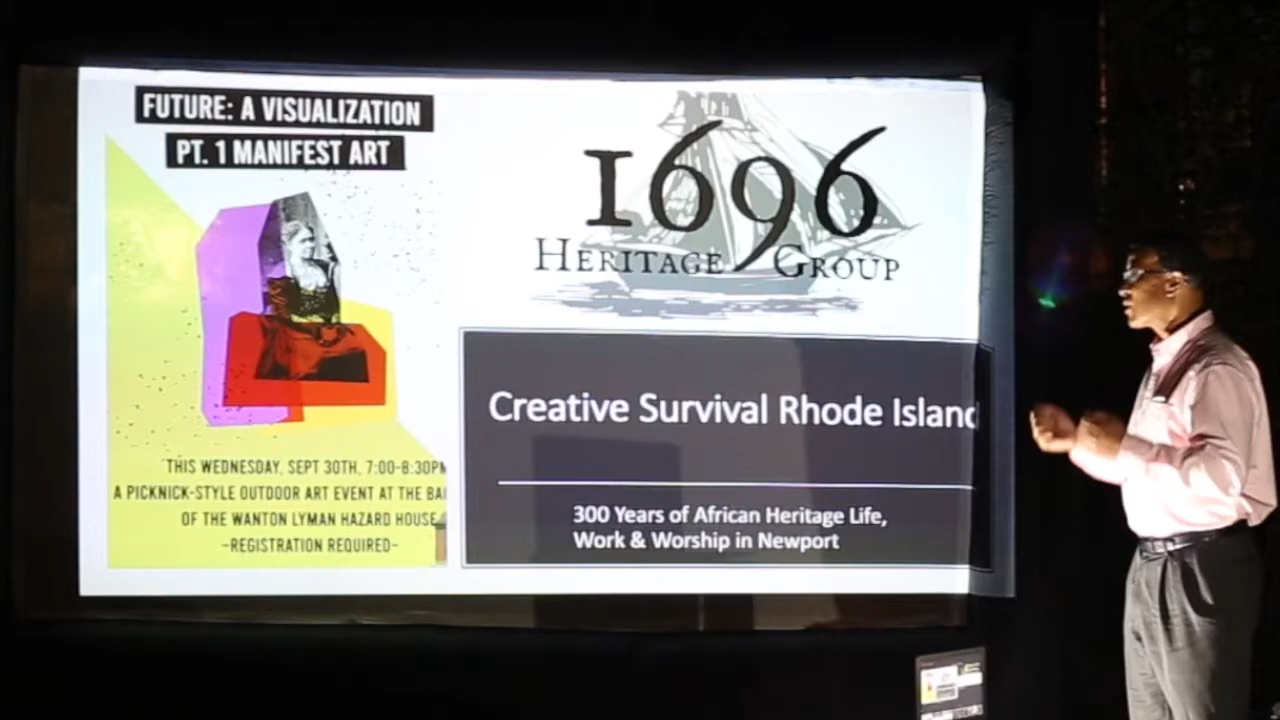 FUTURE: A VISUALIZATION
PT. 1 MANIFEST ART
THIS WEDNESDAY, SEPT 30TH, 7:00-8:30PM
A PICKNICK-STYLE OUTDOOR ART EVENT AT THE
OF THE WANTON LYMAN HAZARD HOUSE
~REGISTRATION REQUIRED~
1696
HERITAGE GROUP
Creative Survival Rhode Island
300 Years of African Heritage Life,
Work & Worship in Newport